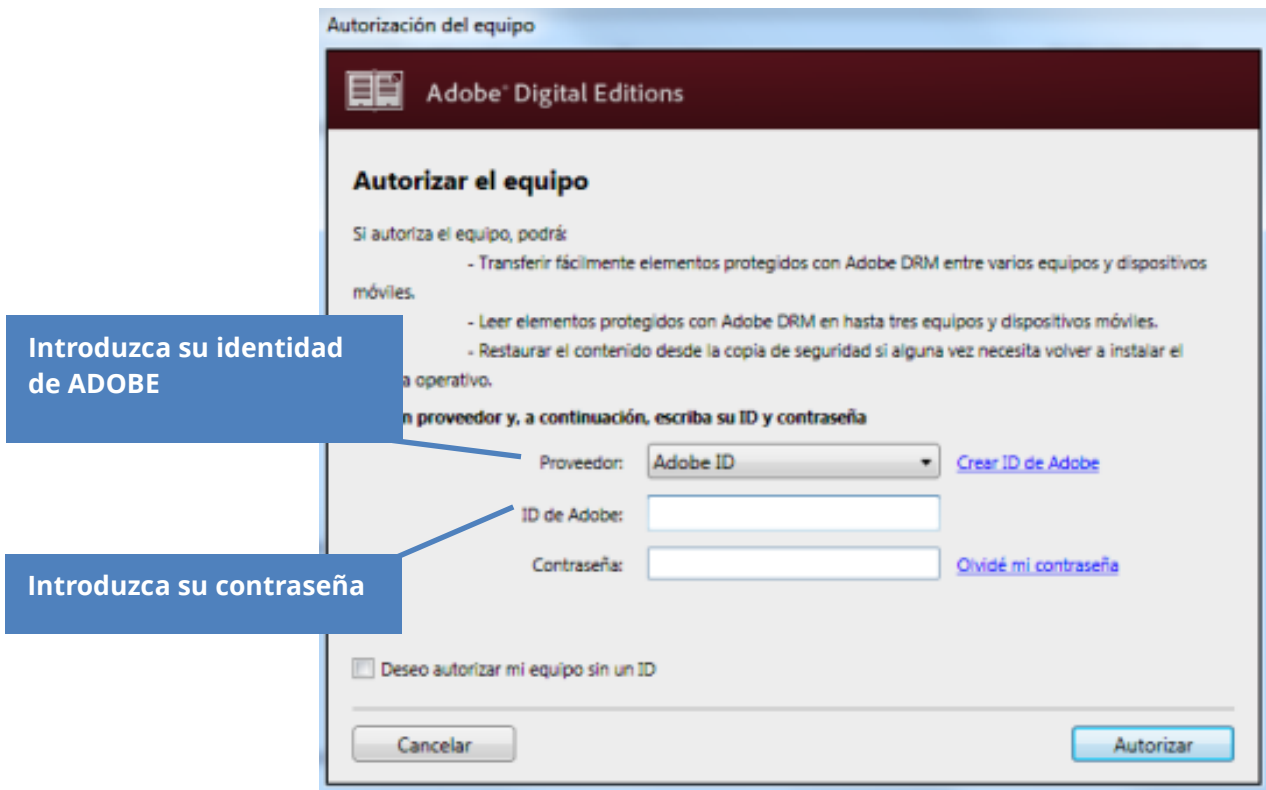 Autorización del equipo
Adobe® Digital Editions
Autorizar el equipo
Si autoriza el equipo, podrá:
- Transferir fácilmente elementos protegidos con Adobe DRM entre varios equipos y dispositivos
móviles.
- Leer elementos protegidos con Adobe DRM en hasta tres equipos y dispositivos móviles.
- Restaurar el contenido desde la copia de seguridad si alguna vez necesita volver a instalar el
operativo.
proveedor y, a continuación, escriba su ID y contraseña
Introduzca su identidad
de ADOBE
Proveedor: Adobe ID Crear ID de Adobe
ID de Adobe:
Contraseña: Olvidé mi contraseña
Introduzca su contraseña
Deseo autorizar mi equipo sin un ID
Cancelar Autorizar